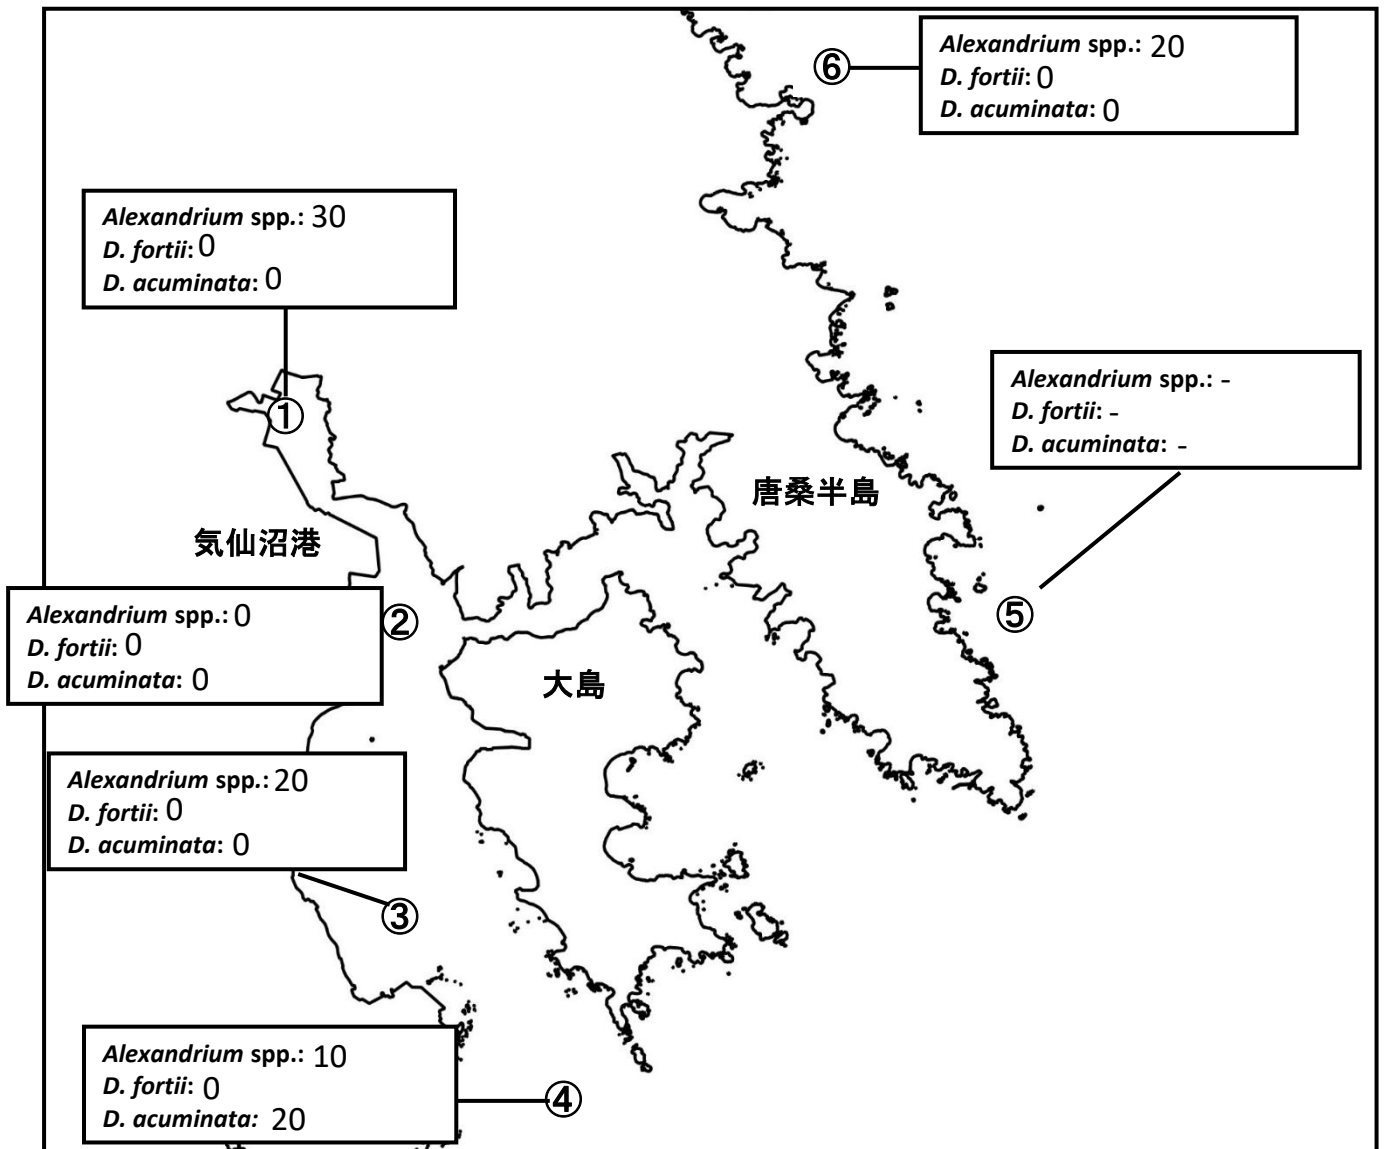 ⑥
Alexandrium spp.: 20
D. fortii: 0
D. acuminata: 0
Alexandrium spp.: 30
D. fortii: 0
D. acuminata: 0
①
Alexandrium spp.: -
D. fortii: -
D. acuminata: -
唐桑半島
気仙沼港
Alexandrium spp.: 0
D. fortii: 0
D. acuminata: 0
②
⑤
大島
Alexandrium spp.: 20
D. fortii: 0
D. acuminata: 0
③
Alexandrium spp.: 10
D. fortii: 0
D. acuminata: 20
④